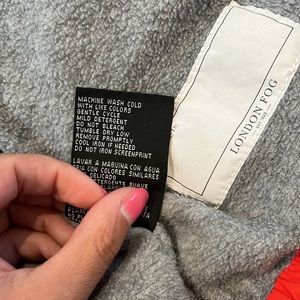 MACHINE WASH COLD
WITH LIKE COLORS
GENTLE CYCLE
MILD DETERGENT
DO NOT BLEACH
TUMBLE DRY LOW
REMOVE PROMPTLY
COOL IRON IF NEEDED
DO NOT IRON SCREENPRINT
LAVAR A MAQUINA CON AGUA
CON COLORES SIMILARES
DELICADO
DETERGENTE SUAVE
LONDON FOG